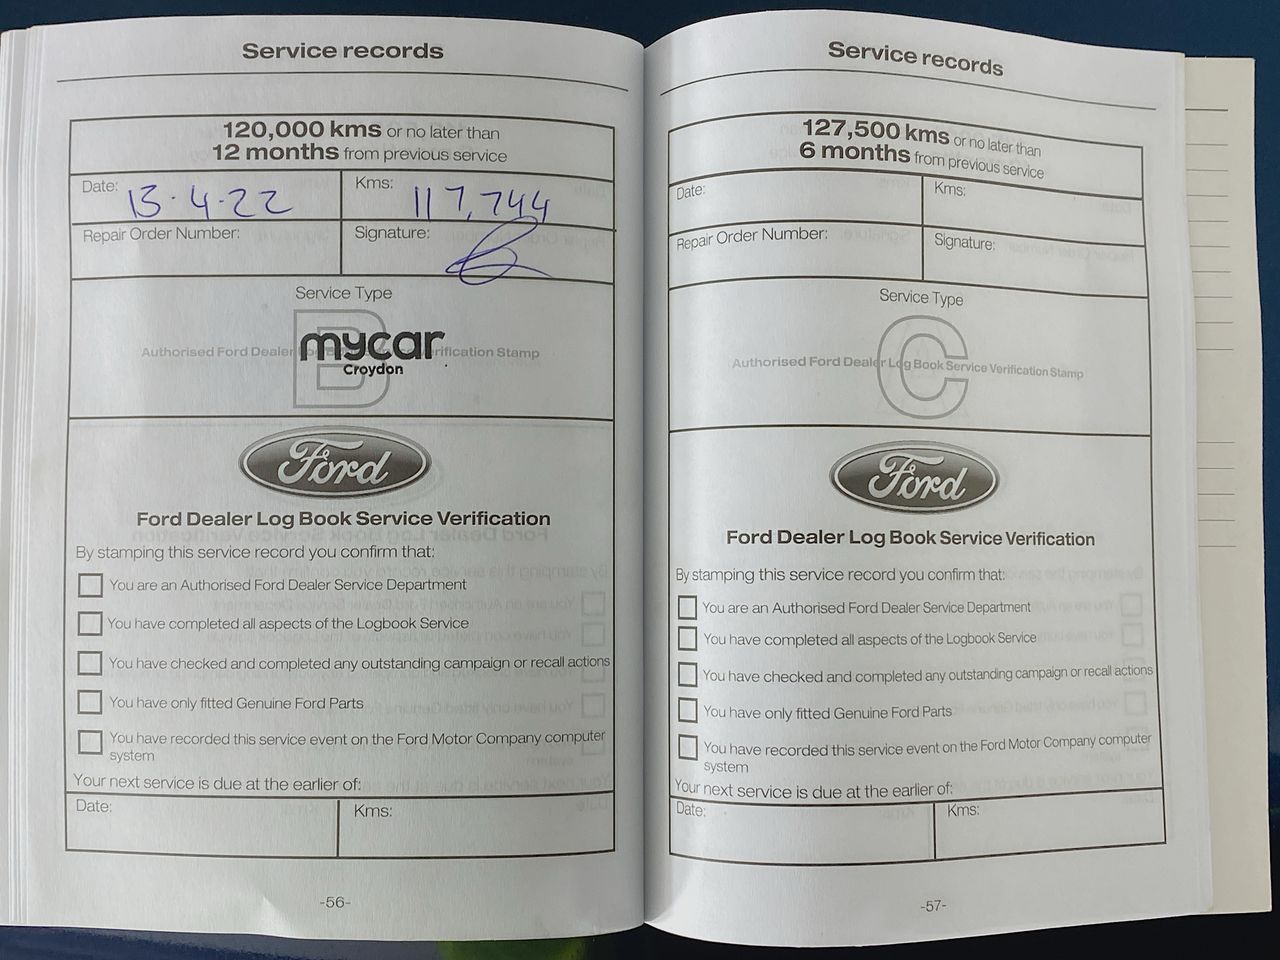 Service records
120,000 kms or no later than
12 months from previous service
Date: 13·4·22
Kms: 117,744
Repair Order Number:
Signature:
Service Type
B
Authorised Ford Dealer Log Book Service Verification Stamp
mycar
Croydon
Ford
Ford Dealer Log Book Service Verification
By stamping this service record you confirm that:
You are an Authorised Ford Dealer Service Department
You have completed all aspects of the Logbook Service
You have checked and completed any outstanding campaign or recall actions
You have only fitted Genuine Ford Parts
You have recorded this service event on the Ford Motor Company computer
system
Your next service is due at the earlier of:
Date:
Kms:
-56-
Service records
127,500 kms or no later than
6 months from previous service
Date:
Kms:
Repair Order Number:
Signature:
Service Type
C
Authorised Ford Dealer Log Book Service Verification Stamp
Ford
Ford Dealer Log Book Service Verification
By stamping this service record you confirm that:
You are an Authorised Ford Dealer Service Department
You have completed all aspects of the Logbook Service
You have checked and completed any outstanding campaign or recall actions
You have only fitted Genuine Ford Parts
You have recorded this service event on the Ford Motor Company computer
system
Your next service is due at the earlier of:
Date:
Kms:
-57-